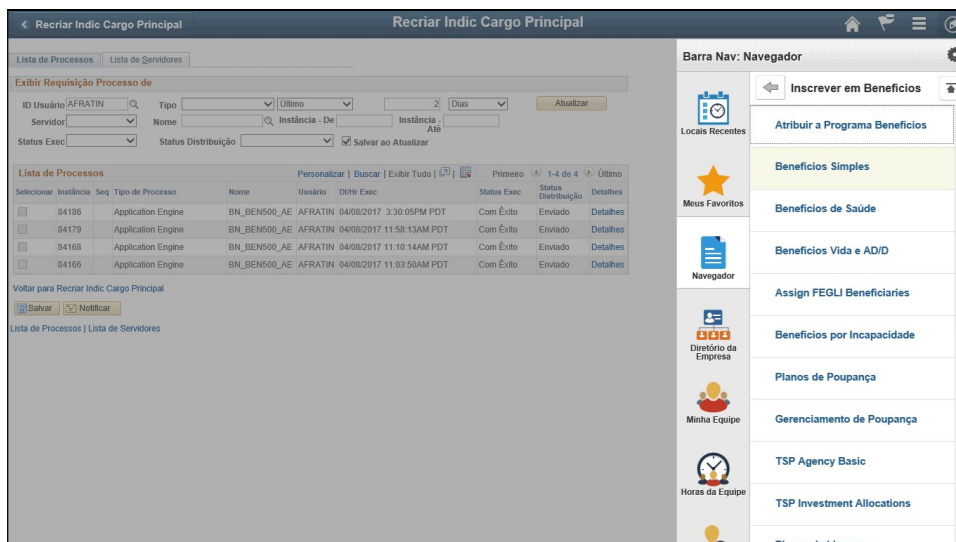 Recriar Indic Cargo Principal
Recriar Indic Cargo Principal
Lista de Processos
Lista de Servidores
Exibir Requisição Processo de
ID Usuário AFRATIN Tipo Último 2 Dias Atualizar
Servidor Nome Instância - De Instância - Até
Status Exec Status Distribuição Salvar ao Atualizar
Lista de Processos Personalizar | Buscar | Exibir Tudo | Primeiro 1-4 de 4 Último
Selecionar Instância Seq Tipo de Processo Nome Usuário Dt/Hr Exec Status Exec Status Distribuição Detalhes
84186 Application Engine BN_BEN500_AE AFRATIN 04/08/2017 3:30:05PM PDT Com Êxito Enviado Detalhes
84179 Application Engine BN_BEN500_AE AFRATIN 04/08/2017 11:58:13AM PDT Com Êxito Enviado Detalhes
84168 Application Engine BN_BEN500_AE AFRATIN 04/08/2017 11:10:14AM PDT Com Êxito Enviado Detalhes
84166 Application Engine BN_BEN500_AE AFRATIN 04/08/2017 11:03:50AM PDT Com Êxito Enviado Detalhes
Voltar para Recriar Indic Cargo Principal
Salvar Notificar
Lista de Processos | Lista de Servidores
Barra Nav: Navegador
Locais Recentes
Meus Favoritos
Navegador
Diretório da
Empresa
Minha Equipe
Horas da Equipe
Inscrever em Benefícios
Atribuir a Programa Benefícios
Benefícios Simples
Benefícios de Saúde
Benefícios Vida e AD/D
Assign FEGLI Beneficiaries
Benefícios por Incapacidade
Planos de Poupança
Gerenciamento de Poupança
TSP Agency Basic
TSP Investment Allocations